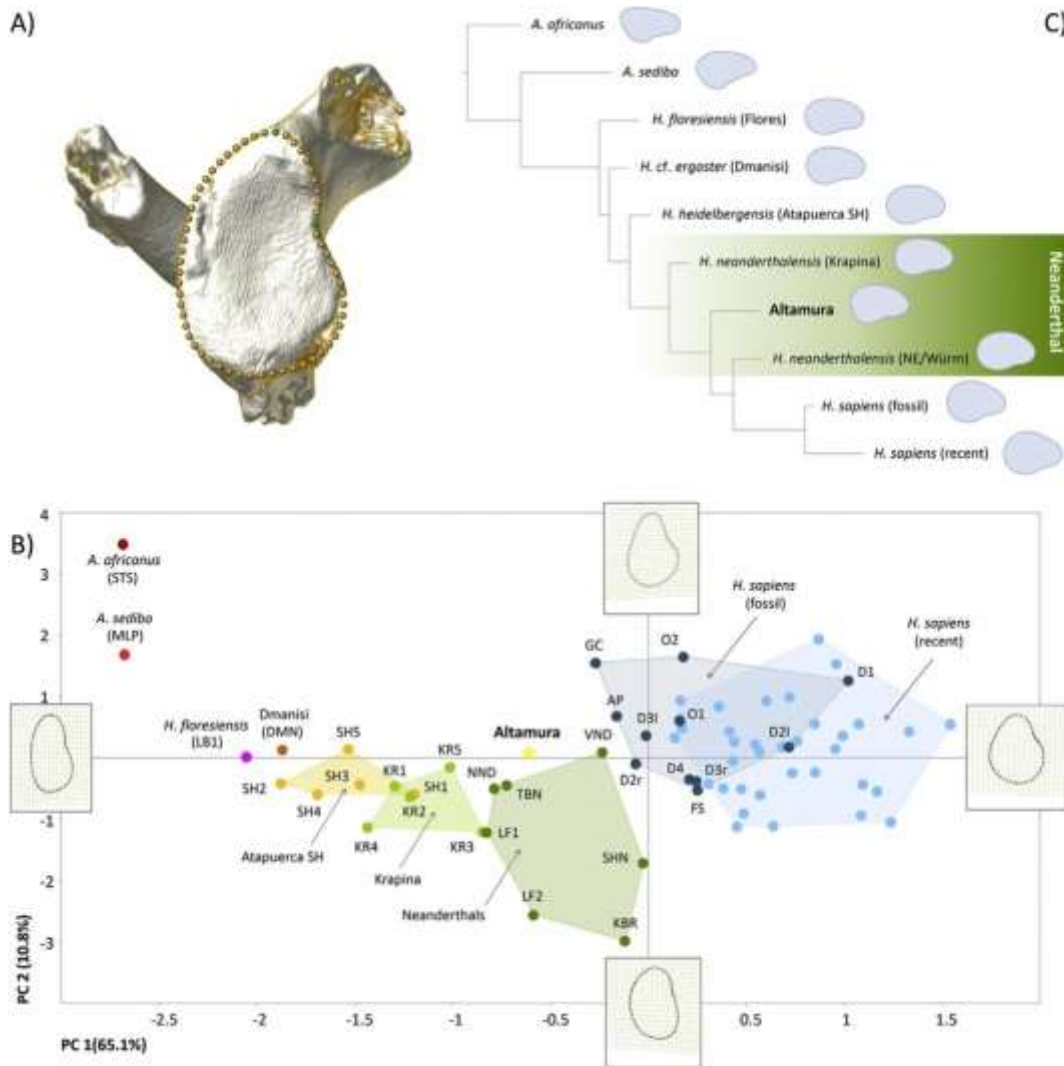 A)
C)
A. africanus
A. sediba
H. floresiensis (Flores)
H. cf. ergaster (Dmanisi)
H. heidelbergensis (Atapuerca SH)
H. neanderthalensis (Krapina)
Altamura
H. neanderthalensis (NE/Würm)
H. sapiens (fossil)
H. sapiens (recent)
Neanderthal
B)
4
3
2
1
-1
-2
-3
PC 2 (10.8%)
A. africanus
(STS)
A. sediba
(MLP)
H. floresiensis
(LB1)
Dmanisi
(DMN)
SH5
SH2
SH3
SH4
KR1
SH1
KR2
KR5
KR4
KR3
Atapuerca SH
Krapina
Neanderthals
Altamura
NND
TBN
LF1
LF2
VND
SHN
KBR
H. sapiens
(fossil)
H. sapiens
(recent)
GC
O2
D1
AP
D3l
O1
D2l
D2r
D4
D3r
FS
-2.5
-2
-1.5
-1
-0.5
0.5
1
1.5
PC 1(65.1%)